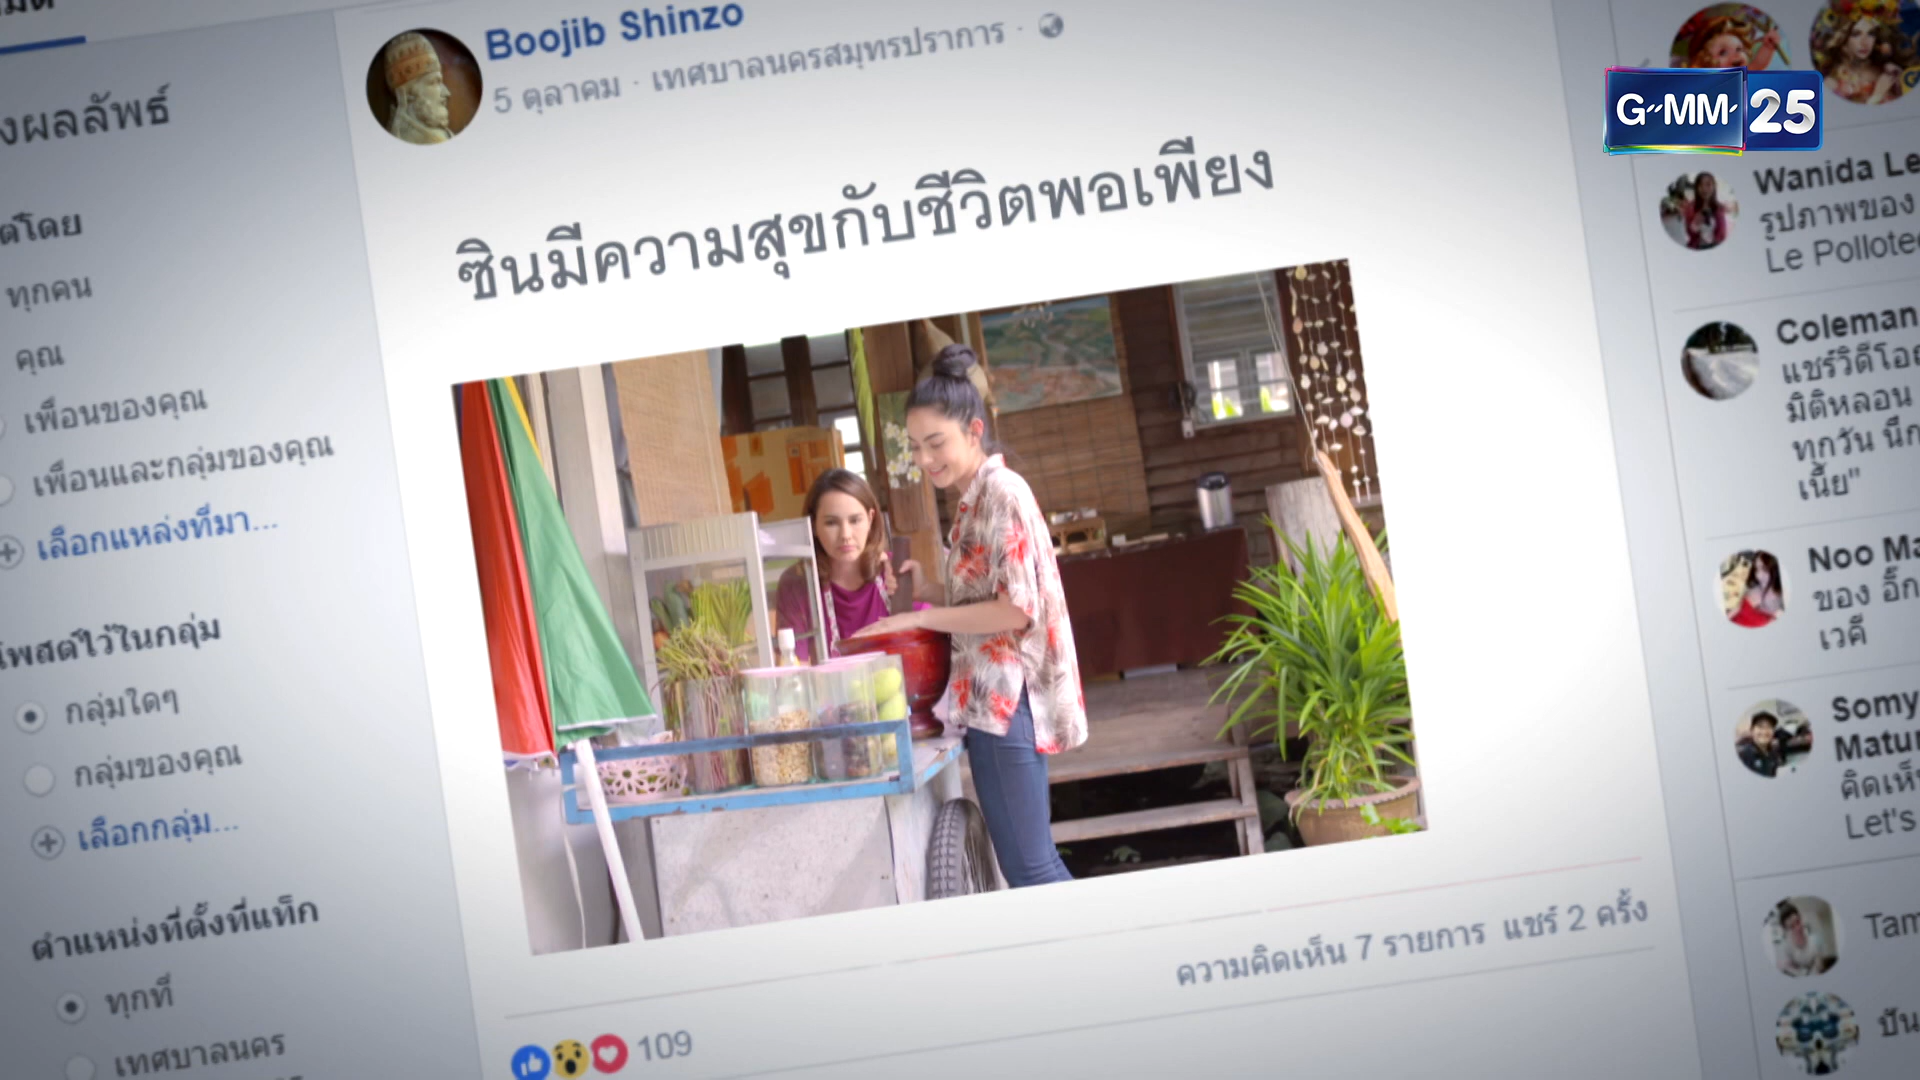 งผลลัพธ์
ต์โดย
ทุกคน
คุณ
เพื่อนของคุณ
เพื่อนและกลุ่มของคุณ
เลือกแหล่งที่มา...
โพสต์ไว้ในกลุ่ม
กลุ่มใดๆ
กลุ่มของคุณ
เลือกกลุ่ม...
ตำแหน่งที่ตั้งที่แท็ก
ทุกที่
เทศบาลนคร
Boojib Shinzo
5 ตุลาคม · เทศบาลนครสมุทรปราการ ·
ซินมีความสุขกับชีวิตพอเพียง
ความคิดเห็น 7 รายการ แชร์ 2 ครั้ง
109
GMM 25
Wanida Le
รูปภาพของ
Le Pollote
Coleman
แชร์วิดีโอ
มิติหลอน
ทุกวัน นึก
เนี้ย"
Noo Ma
ของ อิ๊ก
เวคี
Somy
Matur
คิดเห็
Let's
Tam
ปัน